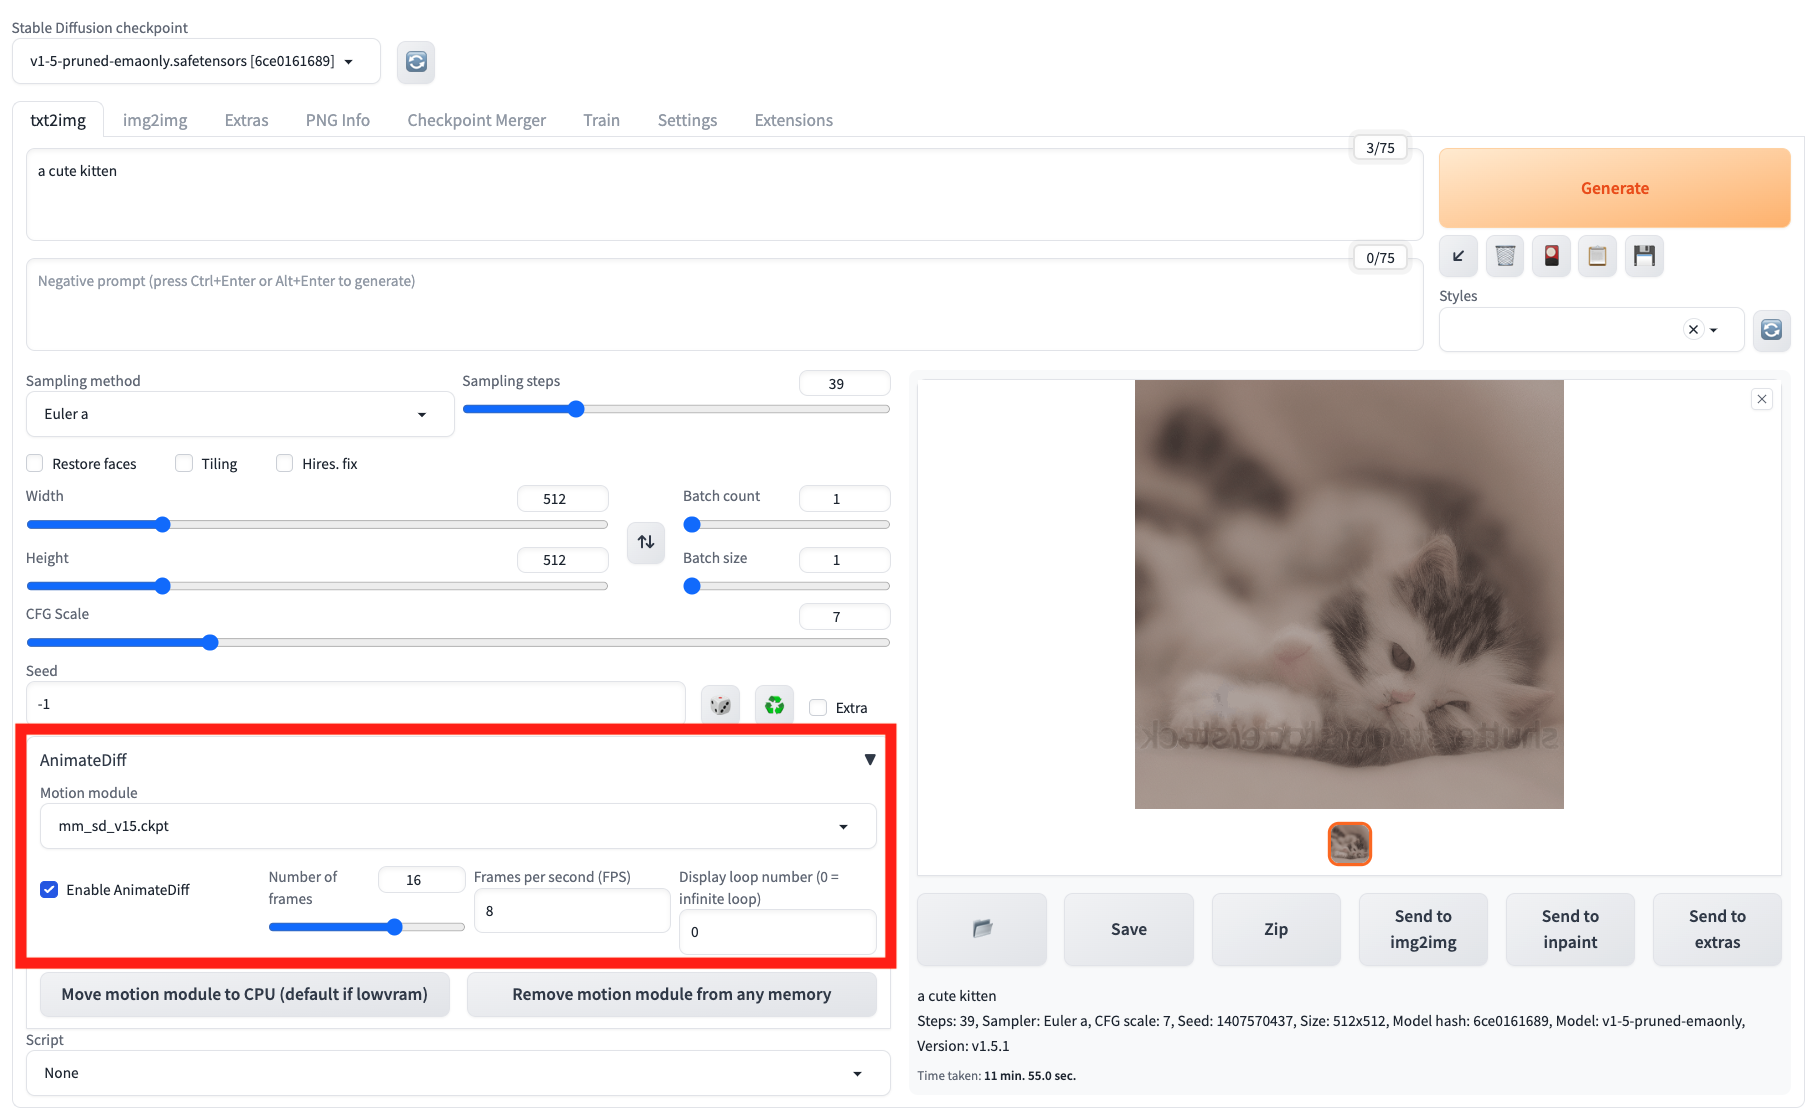 Stable Diffusion checkpoint
v1-5-pruned-emaonly.safetensors [6ce0161689]
txt2img
img2img
Extras
PNG Info
Checkpoint Merger
Train
Settings
Extensions
3/75
a cute kitten
Generate
0/75
Negative prompt (press Ctrl+Enter or Alt+Enter to generate)
Styles
Sampling method
Euler a
Sampling steps
39
Restore faces
Tiling
Hires. fix
Width
512
Batch count
1
Height
512
Batch size
1
CFG Scale
7
Seed
-1
Extra
AnimateDiff
Motion module
mm_sd_v15.ckpt
Enable AnimateDiff
Number of
frames
16
Frames per second (FPS)
8
Display loop number (0 =
infinite loop)
0
Move motion module to CPU (default if lowvram)
Remove motion module from any memory
Script
None
Save
Zip
Send to
img2img
Send to
inpaint
Send to
extras
a cute kitten
Steps: 39, Sampler: Euler a, CFG scale: 7, Seed: 1407570437, Size: 512x512, Model hash: 6ce0161689, Model: v1-5-pruned-emaonly,
Version: v1.5.1
Time taken: 11 min. 55.0 sec.